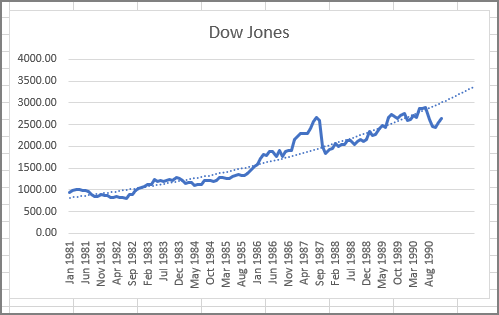 Dow Jones
4000.00
3500.00
3000.00
2500.00
2000.00
1500.00
1000.00
500.00
0.00
Jan 1981
Jun 1981
Nov 1981
Apr 1982
Sep 1982
Feb 1983
Jul 1983
Dec 1983
May 1984
Oct 1984
Mar 1985
Aug 1985
Jan 1986
Jun 1986
Nov 1986
Apr 1987
Sep 1987
Feb 1988
Jul 1988
Dec 1988
May 1989
Oct 1989
Mar 1990
Aug 1990